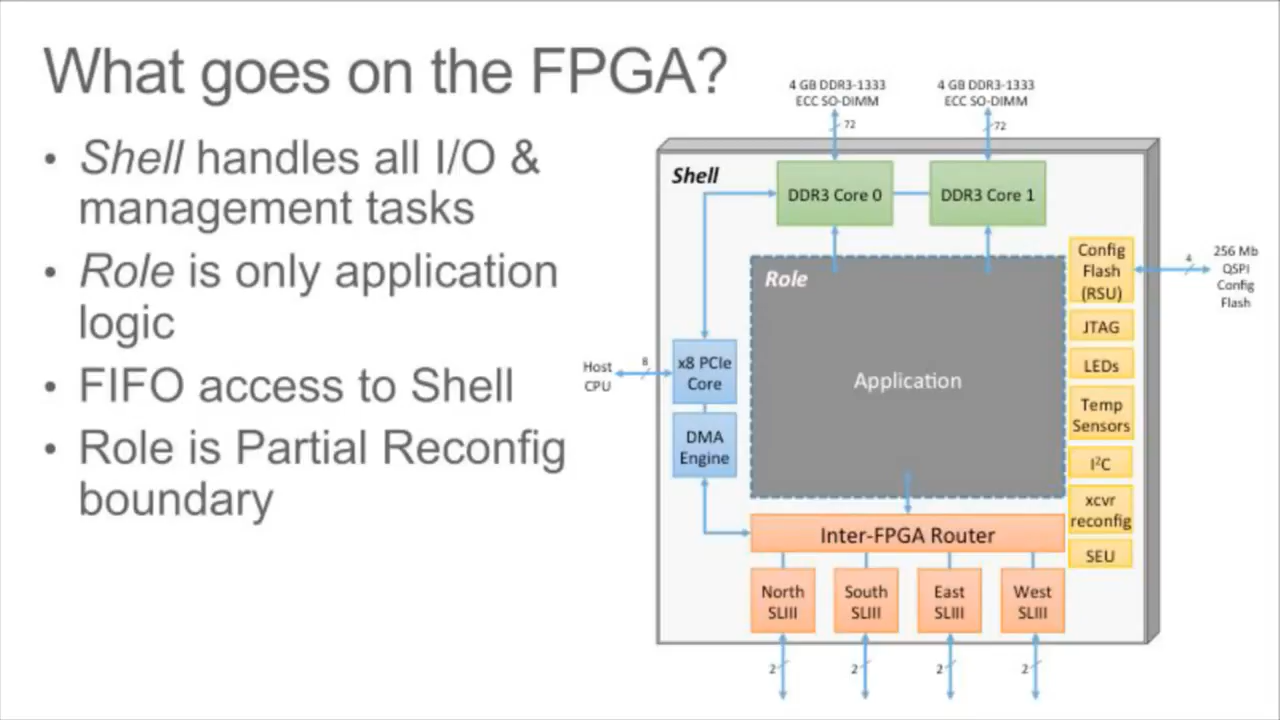 What goes on the FPGA?
• Shell handles all I/O &
management tasks
• Role is only application
logic
• FIFO access to Shell
• Role is Partial Reconfig
boundary
4 GB DDR3-1333
ECC SO-DIMM
72
4 GB DDR3-1333
ECC SO-DIMM
72
Shell
DDR3 Core 0
DDR3 Core 1
Role
Application
Host
CPU
8
x8 PCIe
Core
DMA
Engine
Config
Flash
(RSU)
4
256 Mb
QSPI
Config
Flash
JTAG
LEDs
Temp
Sensors
I²C
xcvr
reconfig
SEU
Inter-FPGA Router
North
SLIII
South
SLIII
East
SLIII
West
SLIII
2
2
2
2